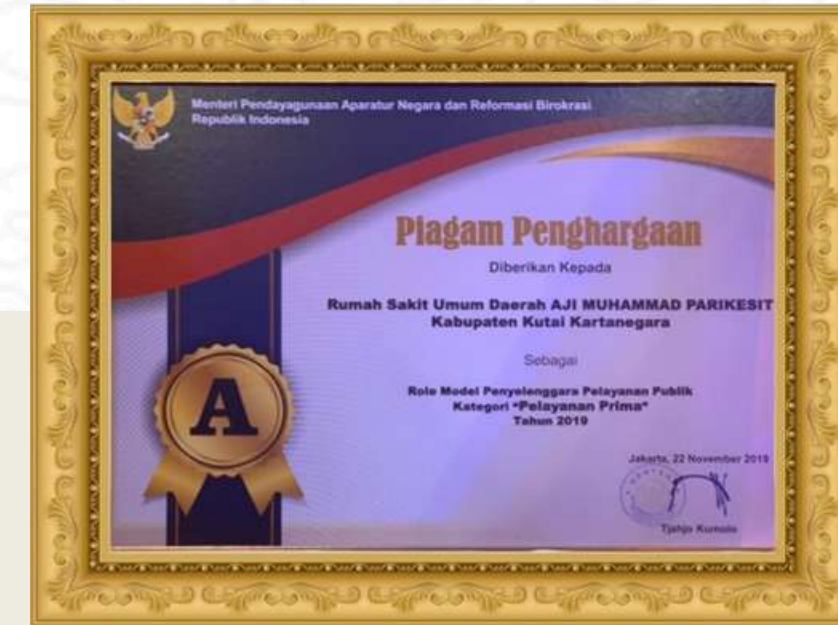 Menteri Pendayagunaan Aparatur Negara dan Reformasi Birokrasi
Republik Indonesia
Piagam Penghargaan
Diberikan Kepada
Rumah Sakit Umum Daerah AJI MUHAMMAD PARIKESIT
Kabupaten Kutai Kartanegara
Sebagai
Role Model Penyelenggara Pelayanan Publik
Kategori "Pelayanan Prima"
Tahun 2019
A
Jakarta, 22 November 2019
Tjahjo Kumolo